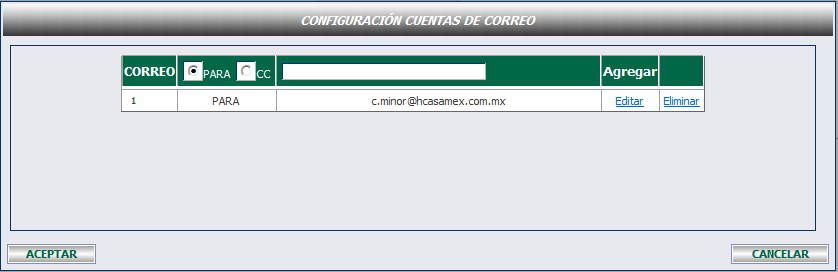 CONFIGURACIÓN CUENTAS DE CORREO
CORREO PARA CC Agregar
1 PARA c.minor@hcasamex.com.mx Editar Eliminar
ACEPTAR CANCELAR